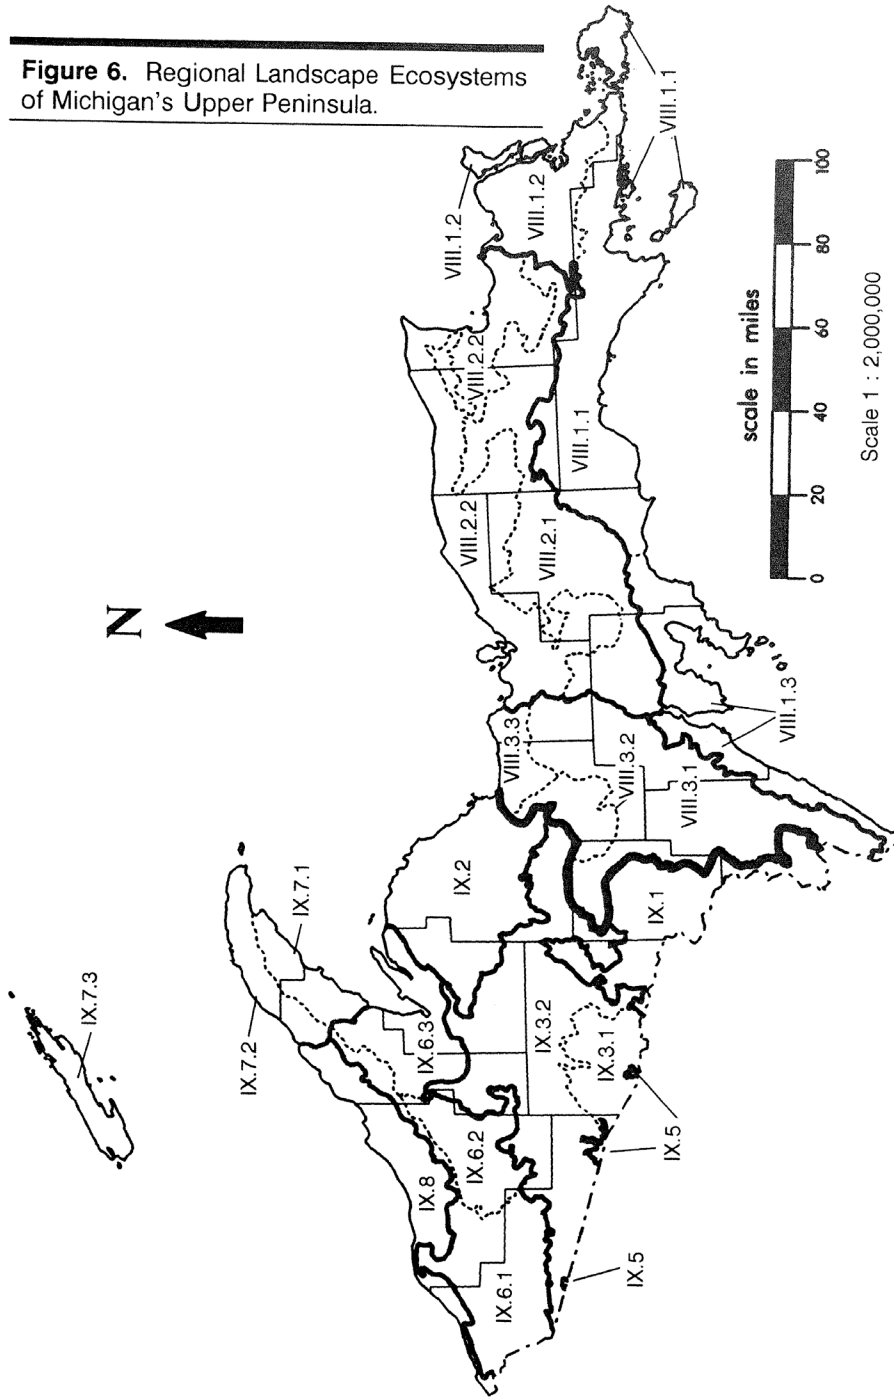 Figure 6. Regional Landscape Ecosystems
of Michigan's Upper Peninsula.
N
IX.7.3
IX.7.2
IX.7.1
IX.8
IX.6.1
IX.6.2
IX.6.3
IX.2
IX.3.2
IX.3.1
IX.1
IX.5
IX.5
VIII.3.3
VIII.3.2
VIII.3.1
VIII.1.3
VIII.2.2
VIII.2.1
VIII.2.2
VIII.1.1
VIII.1.2
VIII.1.2
VIII.1.1
scale in miles
0 20 40 60 80 100
Scale 1 : 2,000,000